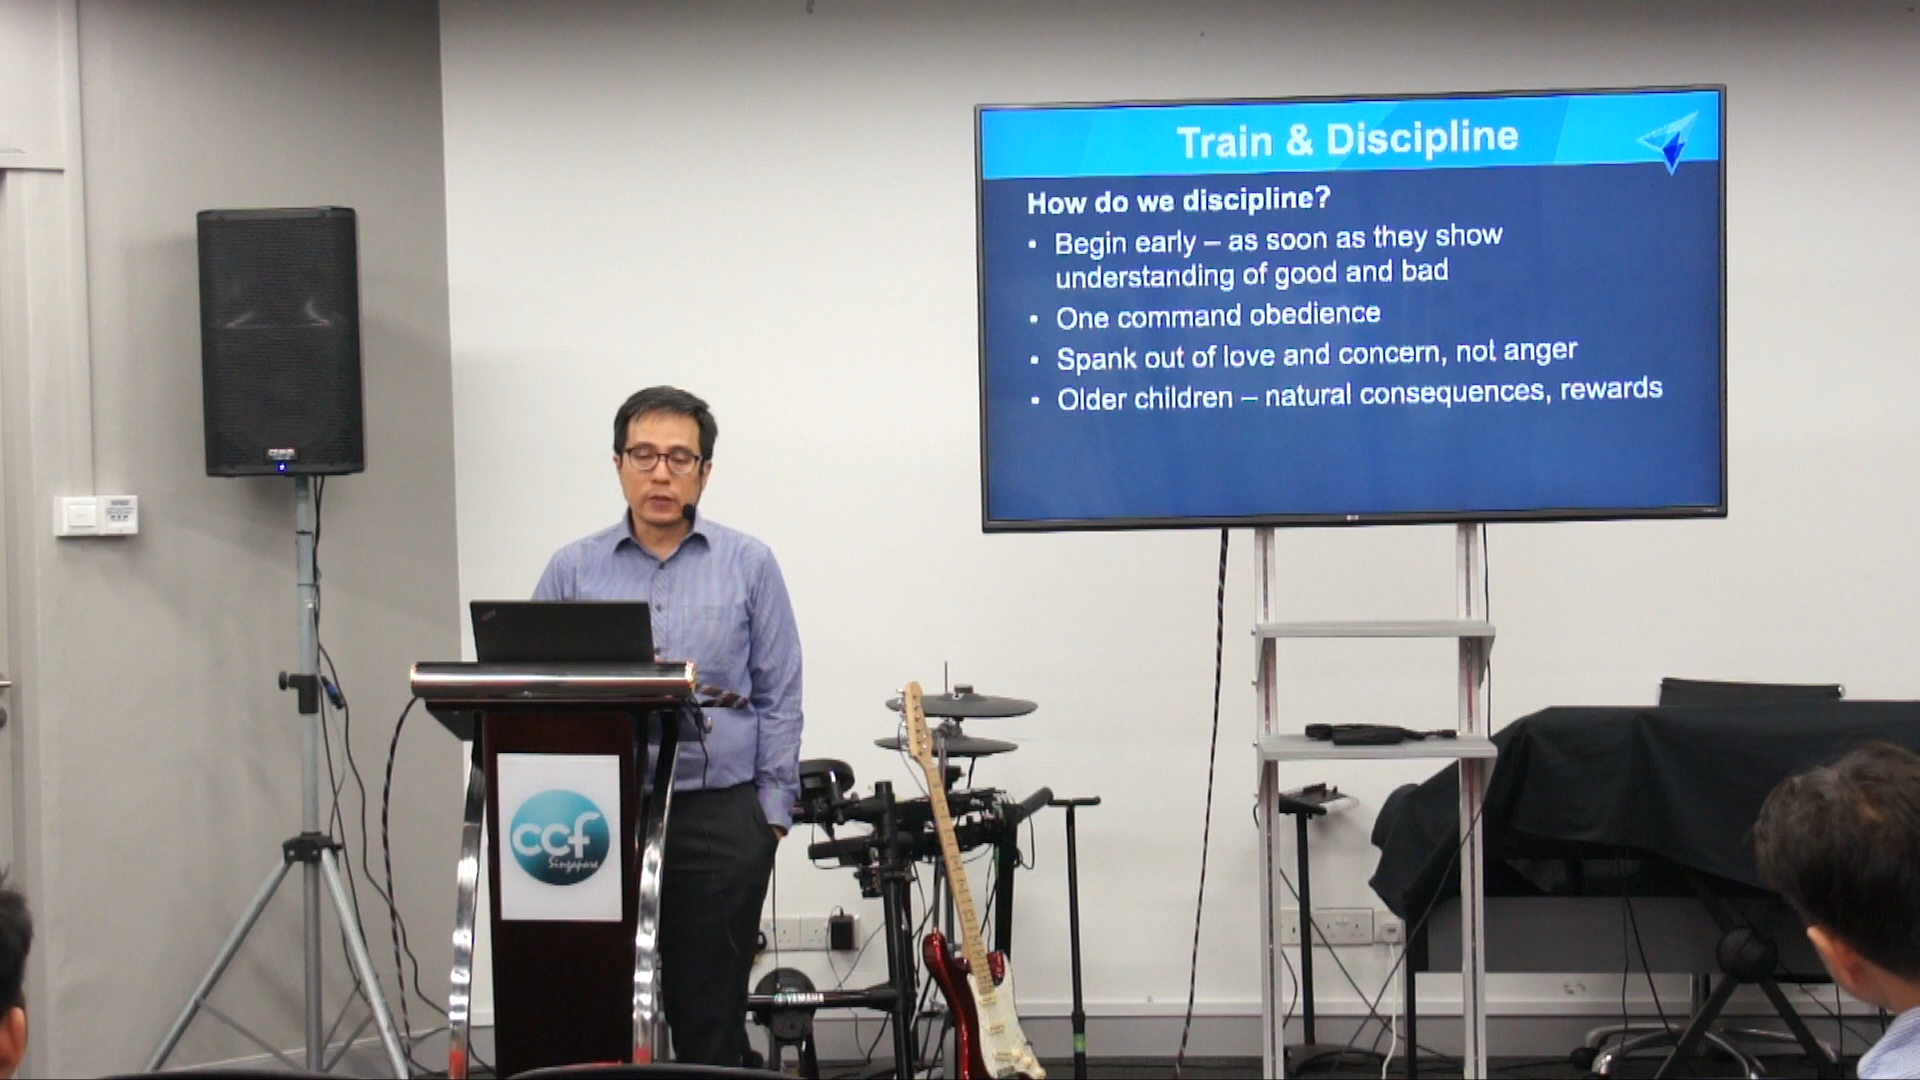 Train & Discipline
How do we discipline?
• Begin early – as soon as they show
understanding of good and bad
• One command obedience
• Spank out of love and concern, not anger
• Older children – natural consequences, rewards
ccf
Singapore
YAMAHA